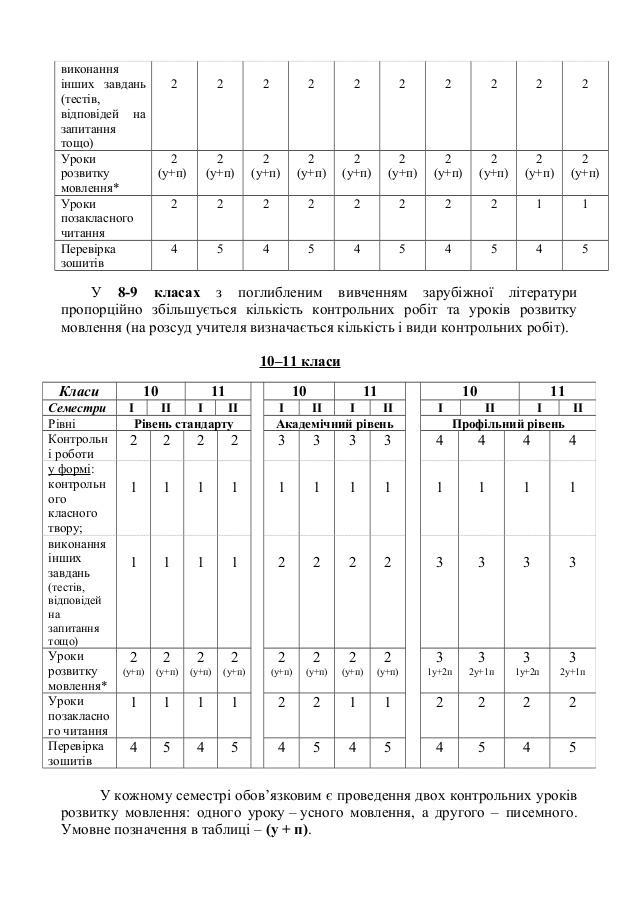 виконання
інших завдань 2 2 2 2 2 2 2 2 2 2
(тестів,
відповідей на
запитання
тощо)
Уроки 2 2 2 2 2 2 2 2 2 2
розвитку (у+п) (у+п) (у+п) (у+п) (у+п) (у+п) (у+п) (у+п) (у+п) (у+п)
мовлення*
Уроки 2 2 2 2 2 2 2 2 1 1
позакласного
читання
Перевірка 4 5 4 5 4 5 4 5 4 5
зошитів
У 8-9 класах з поглибленим вивченням зарубіжної літератури
пропорційно збільшується кількість контрольних робіт та уроків розвитку
мовлення (на розсуд учителя визначається кількість і види контрольних робіт).
10–11 класи
Класи 10 11 10 11 10 11
Семестри І ІІ І ІІ І ІІ І ІІ І ІІ І ІІ
Рівні Рівень стандарту Академічний рівень Профільний рівень
Контрольн 2 2 2 2 3 3 3 3 4 4 4 4
і роботи
у формі:
контрольн 1 1 1 1 1 1 1 1 1 1 1 1
ого
класного
твору;
виконання
інших 1 1 1 1 2 2 2 2 3 3 3 3
завдань
(тестів,
відповідей
на
запитання
тощо)
Уроки 2 2 2 2 2 2 2 2 3 3 3 3
розвитку (у+п) (у+п) (у+п) (у+п) (у+п) (у+п) (у+п) (у+п) 1у+2п 2у+1п 1у+2п 2у+1п
мовлення*
Уроки 1 1 1 1 2 2 1 1 2 2 2 2
позакласно
го читання
Перевірка 4 5 4 5 4 5 4 5 4 5 4 5
зошитів
У кожному семестрі обов’язковим є проведення двох контрольних уроків
розвитку мовлення: одного уроку – усного мовлення, а другого – писемного.
Умовне позначення в таблиці – (у + п).